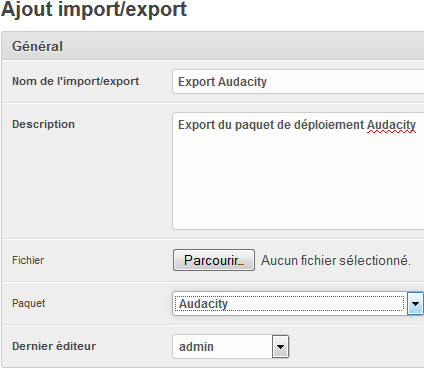 Ajout import/export
Général
Nom de l'import/export
Export Audacity
Description
Export du paquet de déploiement Audacity
Fichier
Parcourir...
Aucun fichier sélectionné.
Paquet
Audacity
Dernier éditeur
admin